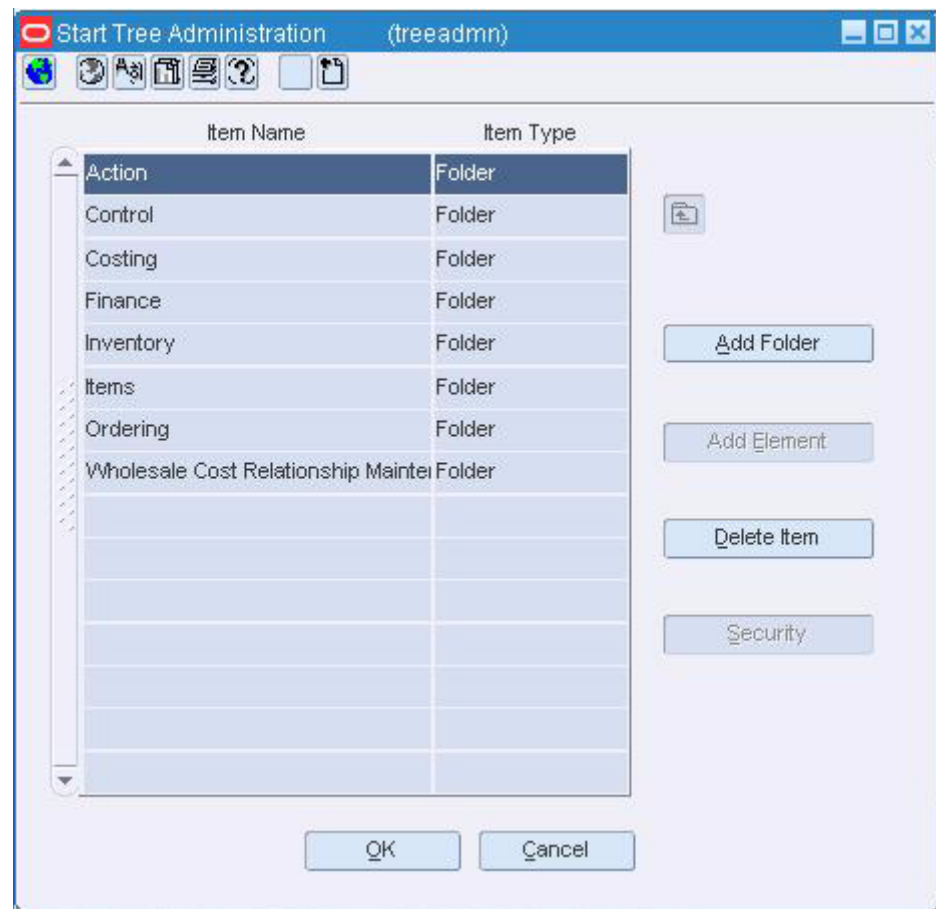 Start Tree Administration (treeadmn)
Item Name Item Type
Action Folder
Control Folder
Costing Folder
Finance Folder
Inventory Folder
Add Folder
Items Folder
Ordering Folder
Add Element
Wholesale Cost Relationship Mainter Folder
Delete Item
Security
OK Cancel